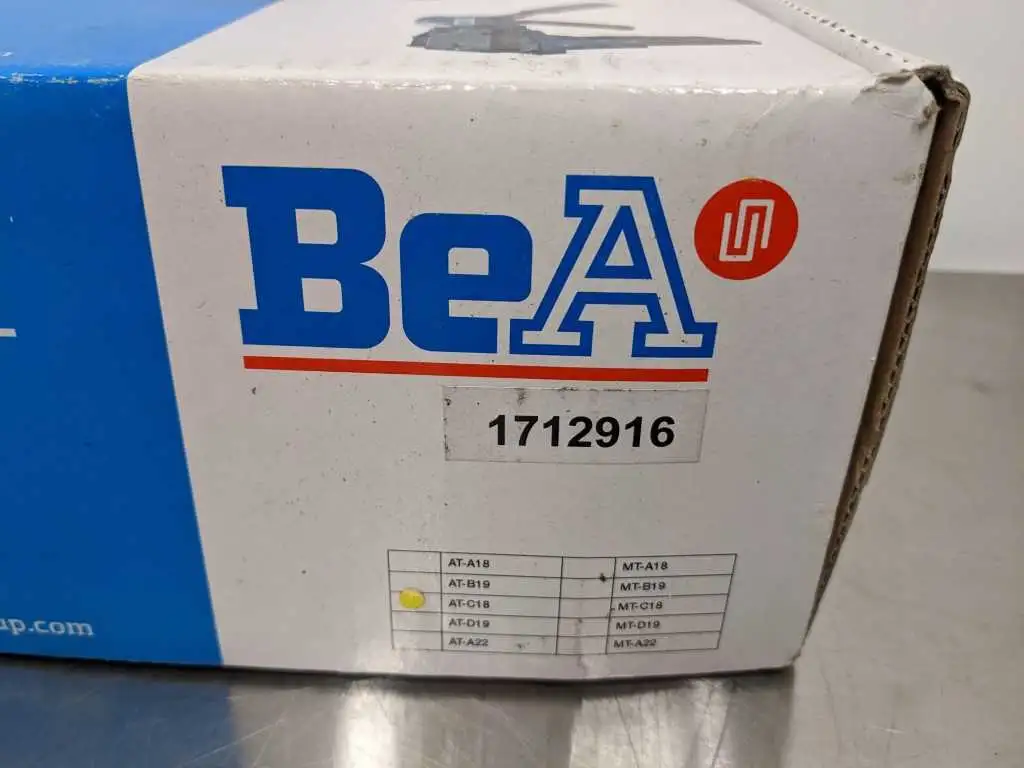 BeA
1712916
AT-A18 MT-A18
AT-B19 MT-B19
AT-C18 MT-C18
AT-D19 MT-D19
AT-A22 MT-A22
up.com